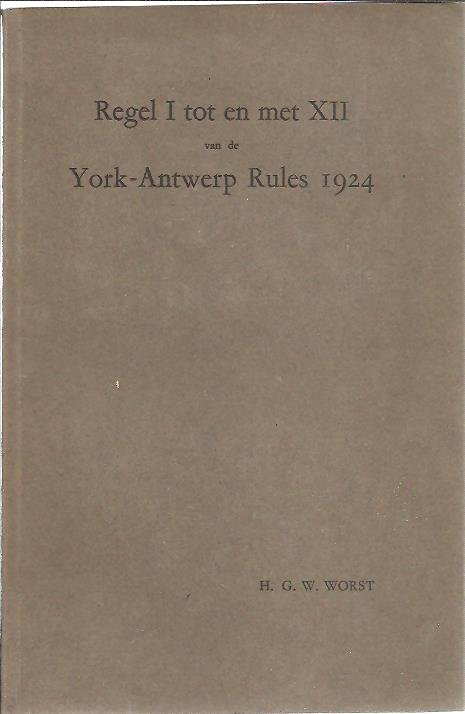 Regel I tot en met XII
van de
York-Antwerp Rules 1924
H. G. W. WORST